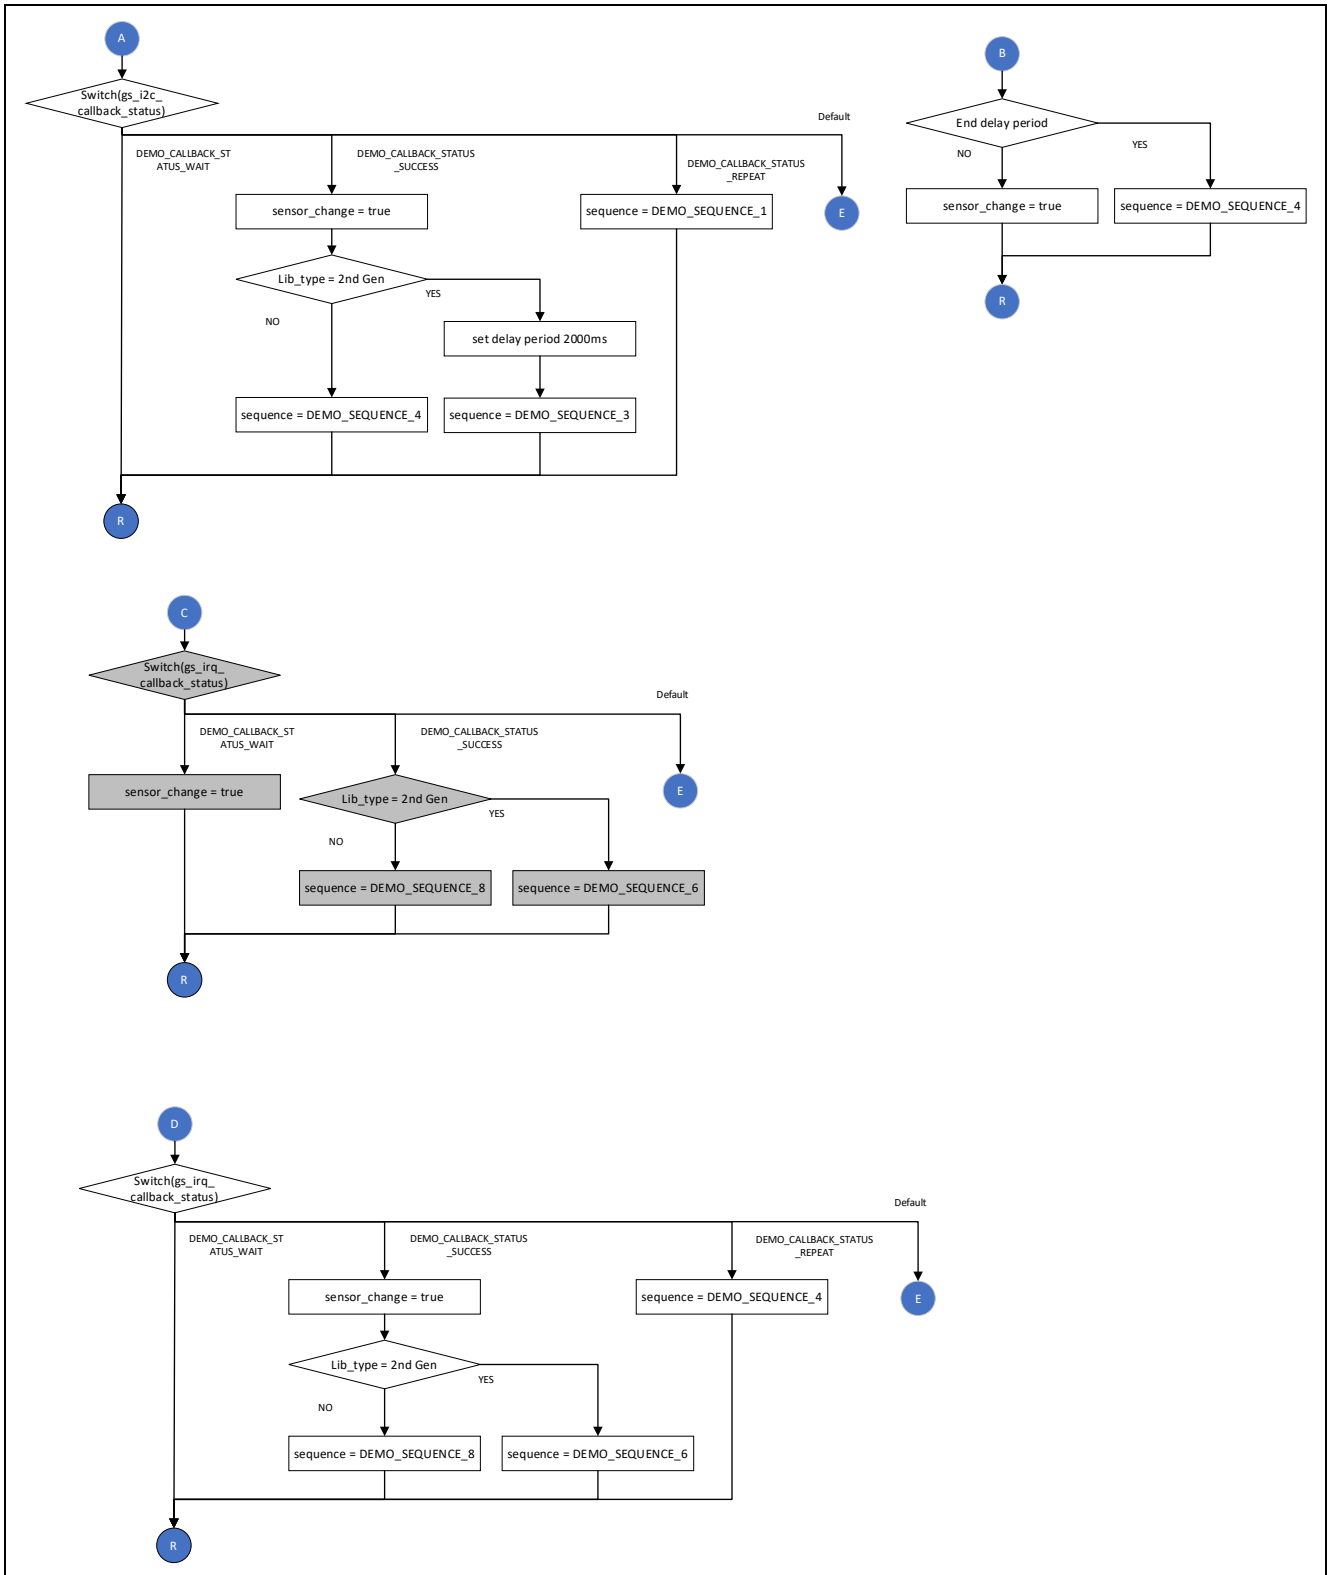 A
Switch(gs_i2c_
callback_status)
Default
DEMO_CALLBACK_ST
ATUS_WAIT
DEMO_CALLBACK_STATUS
_SUCCESS
DEMO_CALLBACK_STATUS
_REPEAT
sensor_change = true
sequence = DEMO_SEQUENCE_1
E
Lib_type = 2nd Gen
YES
NO
set delay period 2000ms
sequence = DEMO_SEQUENCE_4
sequence = DEMO_SEQUENCE_3
R
B
End delay period
YES
NO
sensor_change = true
sequence = DEMO_SEQUENCE_4
R
C
Switch(gs_irq_
callback_status)
Default
DEMO_CALLBACK_ST
ATUS_WAIT
DEMO_CALLBACK_STATUS
_SUCCESS
sensor_change = true
Lib_type = 2nd Gen
E
YES
NO
sequence = DEMO_SEQUENCE_8
sequence = DEMO_SEQUENCE_6
R
D
Switch(gs_irq_
callback_status)
Default
DEMO_CALLBACK_ST
ATUS_WAIT
DEMO_CALLBACK_STATUS
_SUCCESS
DEMO_CALLBACK_STATUS
_REPEAT
sensor_change = true
sequence = DEMO_SEQUENCE_4
E
Lib_type = 2nd Gen
YES
NO
sequence = DEMO_SEQUENCE_8
sequence = DEMO_SEQUENCE_6
R